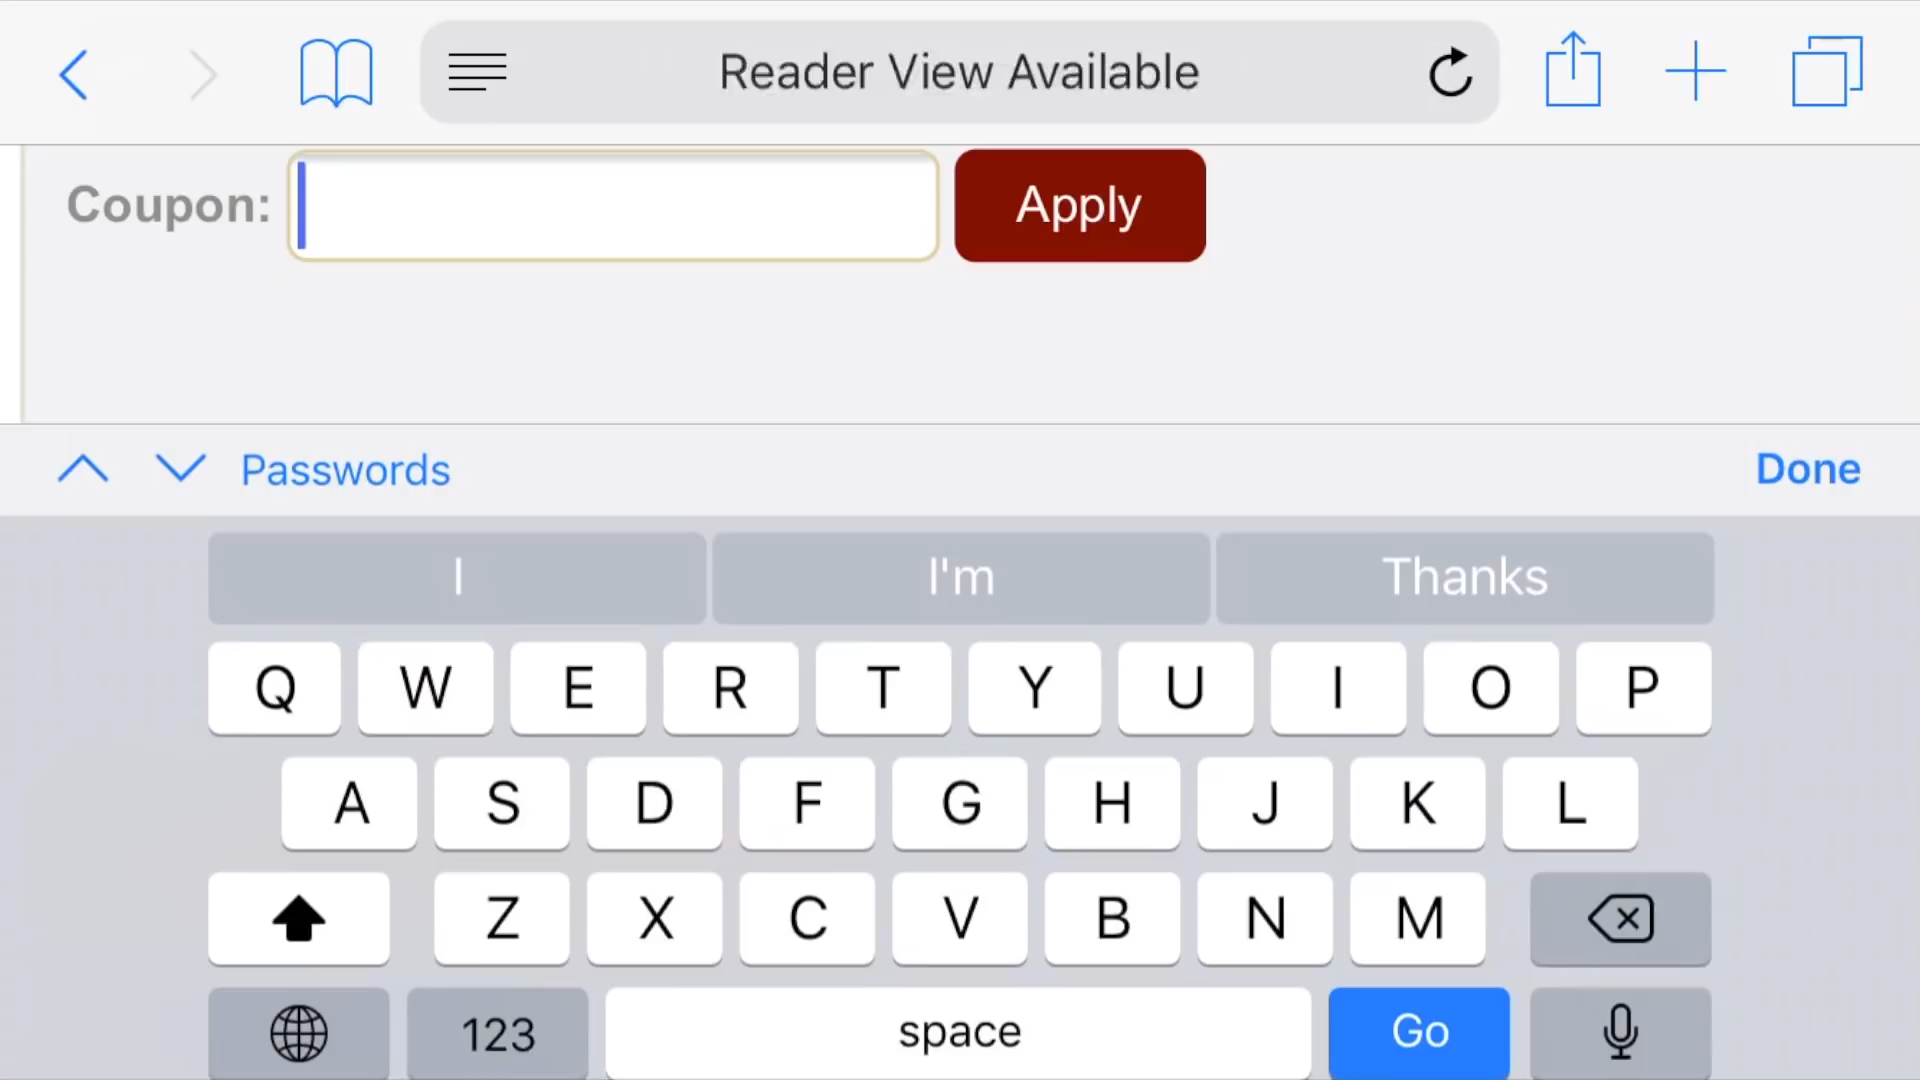 Reader View Available
Coupon: Apply
Passwords Done
I I'm Thanks
Q W E R T Y U I O P
A S D F G H J K L
Z X C V B N M
123 space Go